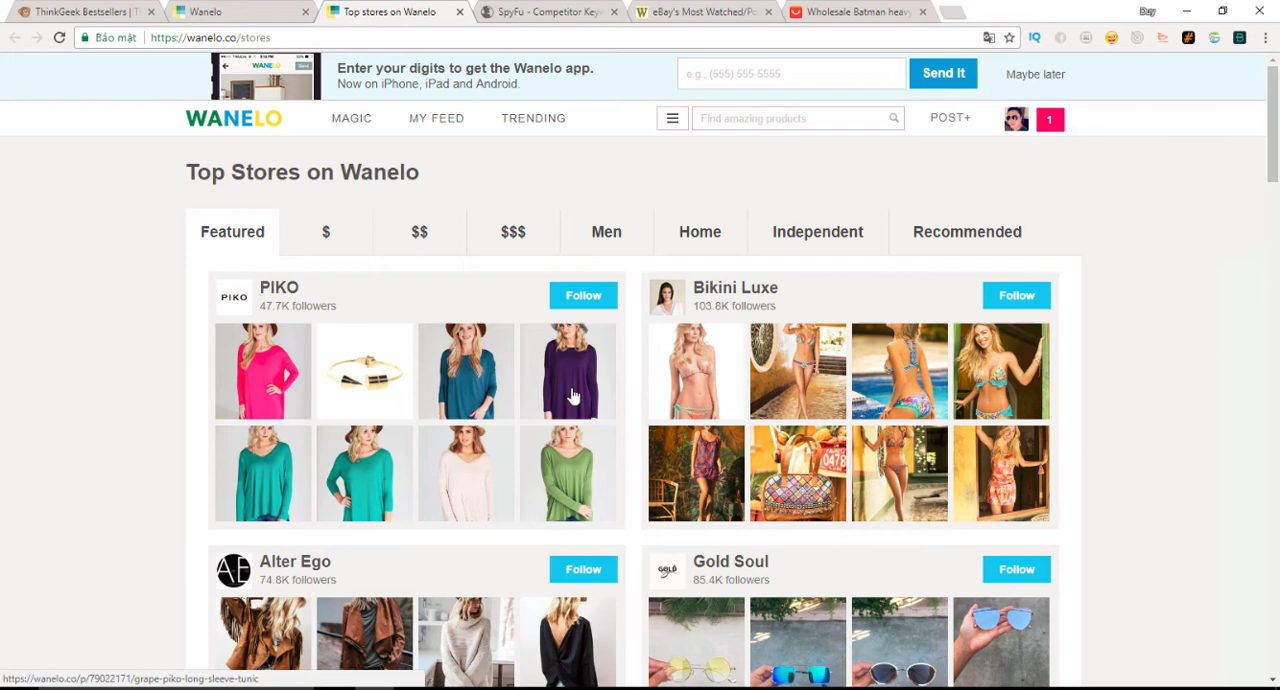 ThinkGeek Bestsellers | T
Wanelo
Top stores on Wanelo
SpyFu - Competitor Key
eBay's Most Watched/Po
Wholesale Batman heav
Day
Bảo mật
https://wanelo.co/stores
WANELO
Enter your digits to get the Wanelo app.
Now on iPhone, iPad and Android.
e.g., (555) 555-5555
Send It
Maybe later
WANELO
MAGIC
MY FEED
TRENDING
Find amazing products
POST+
1
Top Stores on Wanelo
Featured
$
$$
$$$
Men
Home
Independent
Recommended
PIKO
PIKO
47.7K followers
Follow
Bikini Luxe
103.8K followers
Follow
AE
Alter Ego
74.8K followers
Follow
GOLD
Gold Soul
85.4K followers
Follow
https://wanelo.co/p/79022171/grape-piko-long-sleeve-tunic